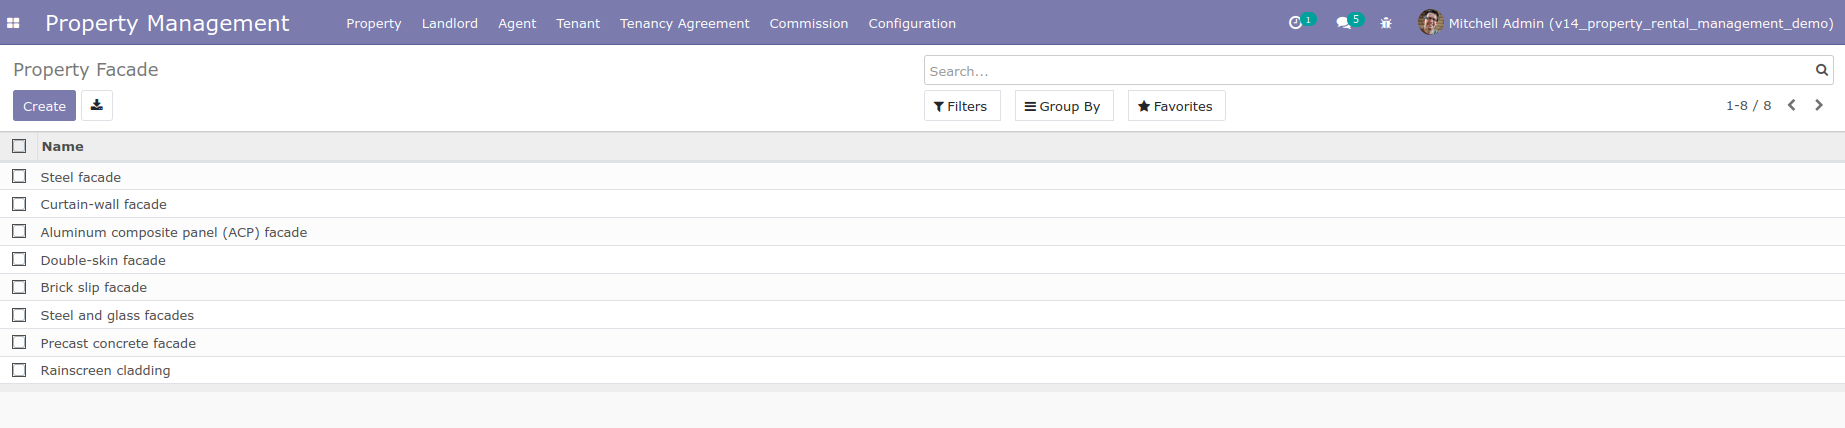 Property Management Property Landlord Agent Tenant Tenancy Agreement Commission Configuration 1 5 Mitchell Admin (v14_property_rental_management_demo)
Property Facade Search...
Create Filters Group By Favorites 1-8 / 8
Name
Steel facade
Curtain-wall facade
Aluminum composite panel (ACP) facade
Double-skin facade
Brick slip facade
Steel and glass facades
Precast concrete facade
Rainscreen cladding